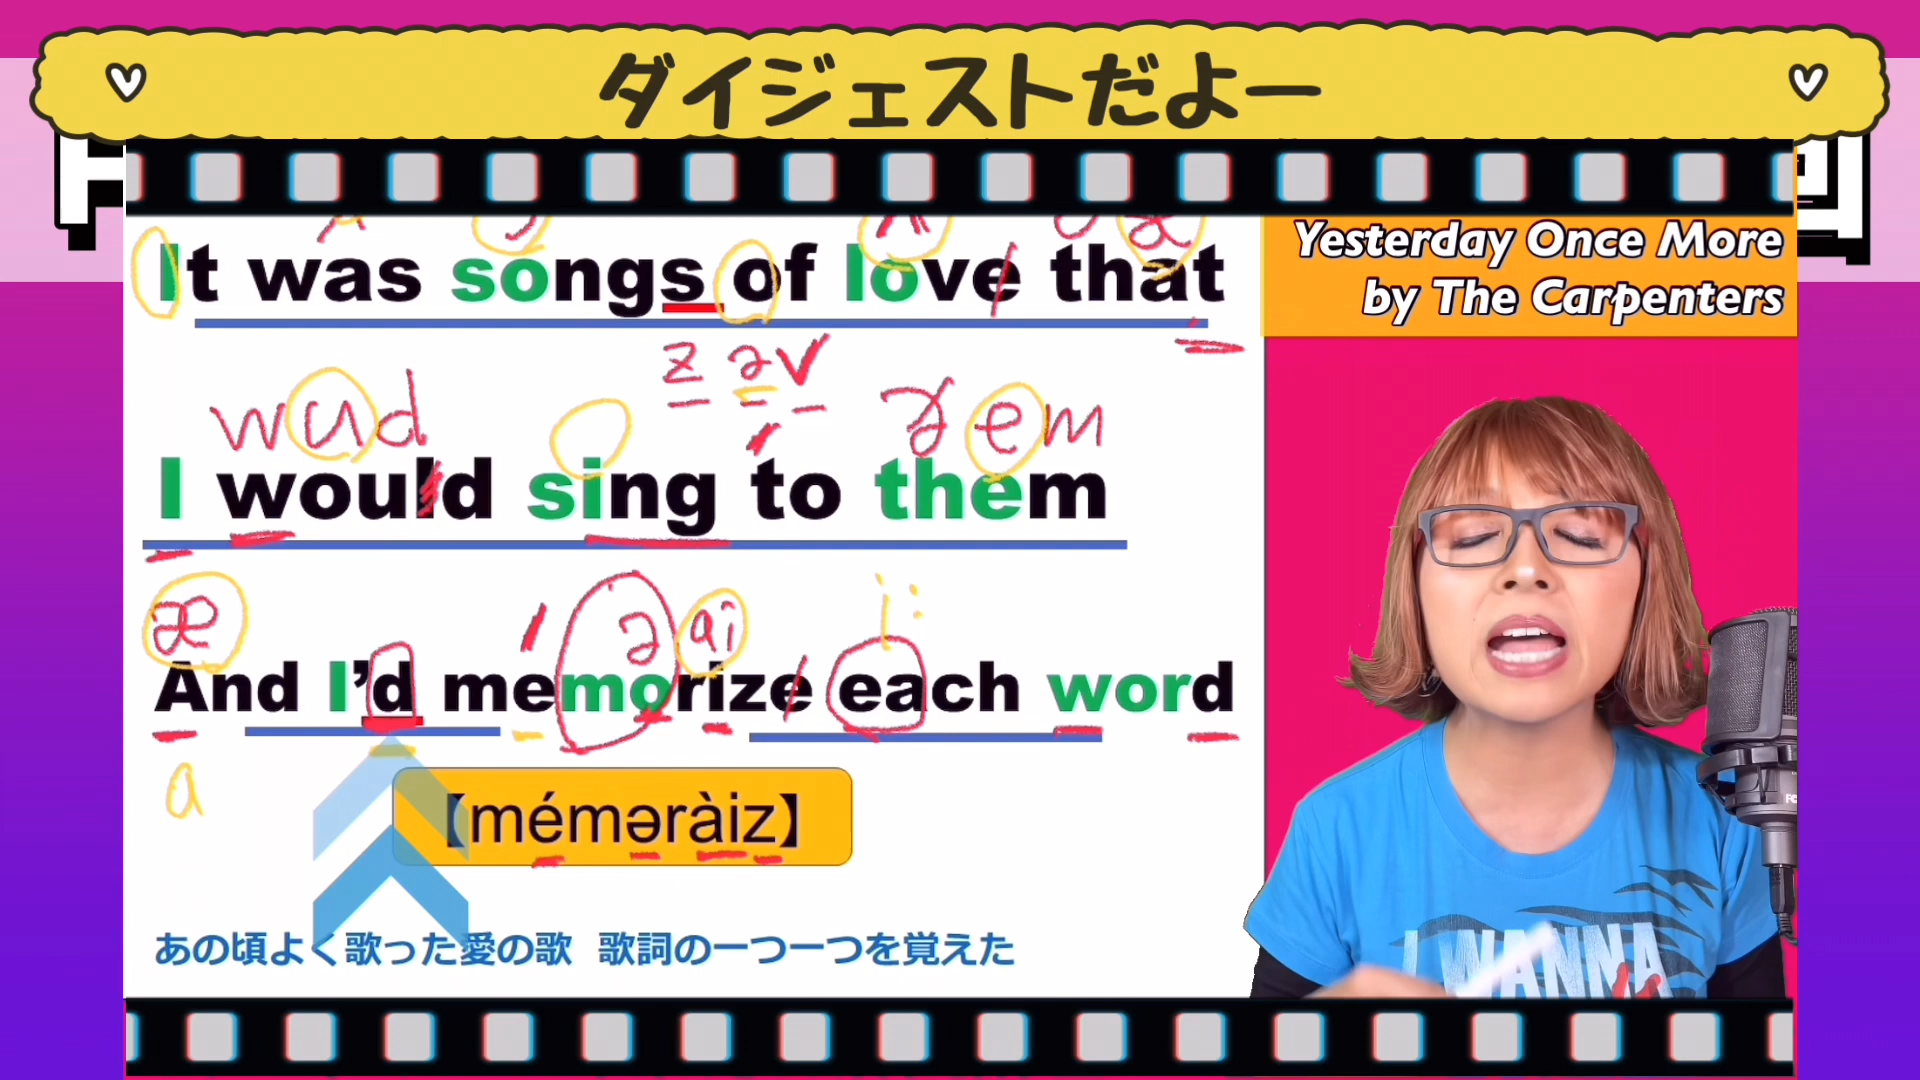 ダイジェストだよー
Yesterday Once More
by The Carpenters
It was songs of love that
z ə v
wud ðem
I would sing to them
æ ə ai i:
And I'd memorize each word
a
【méməràiz】
あの頃よく歌った愛の歌 歌詞の一つ一つを覚えた
I WANNA